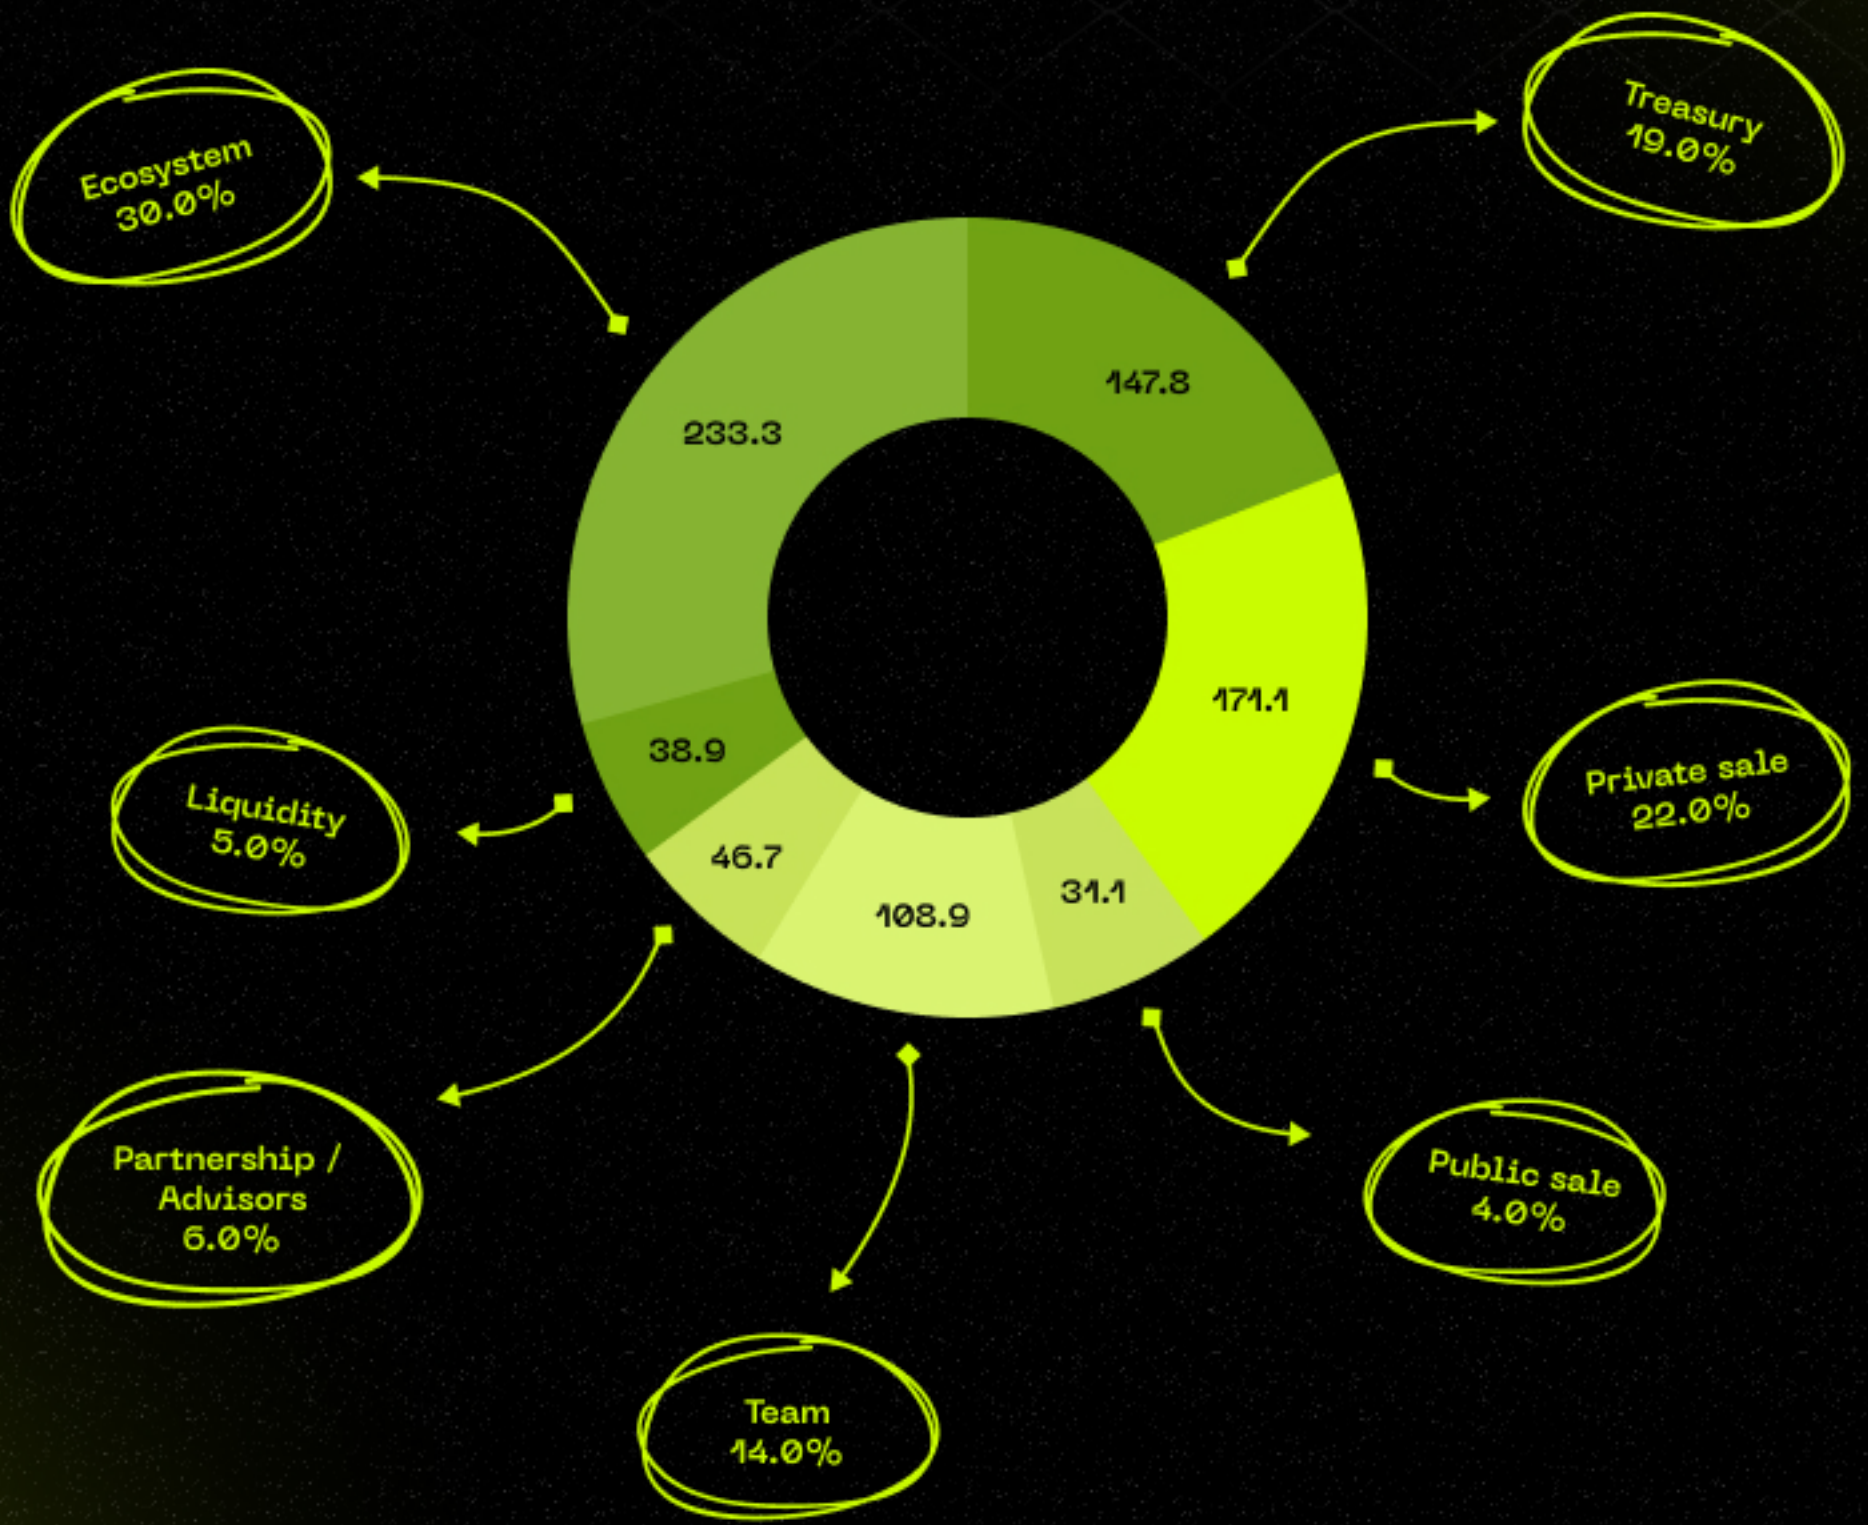 Treasury
19.0%
Ecosystem
30.0%
147.8
233.3
171.1
Private sale
22.0%
38.9
Liquidity
5.0%
46.7
31.1
108.9
Partnership /
Advisors
6.0%
Public sale
4.0%
Team
14.0%